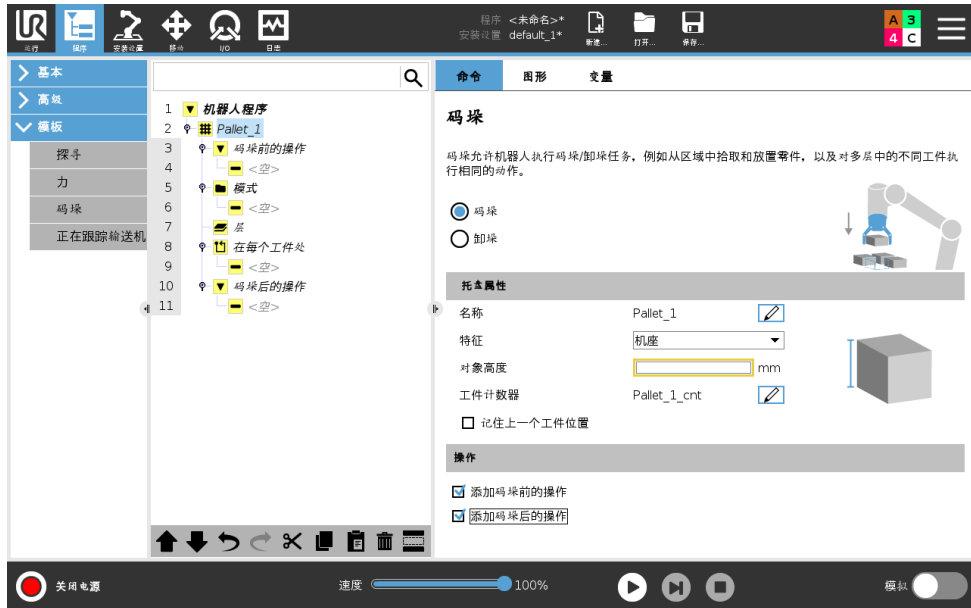 UR
运行
程序
安装设置
移动
I/O
日志
程序 <未命名>*
安装设置 default_1*
新建...
打开...
保存...
A 3
4 C
基本
高级
模板
探斗
力
码垛
正在跟踪输送机
1 机器人程序
2 Pallet_1
3 码垛前的操作
4 <空>
5 模式
6 <空>
7 层
8 在每个工件处
9 <空>
10 码垛后的操作
11 <空>
命令 图形 变量
码垛
码垛允许机器人执行码垛/卸垛任务，例如从区域中拾取和放置零件，以及对多层中的不同工件执
行相同的动作。
码垛
卸垛
托盘属性
名称 Pallet_1
特征 机座
对象高度 mm
工件计数器 Pallet_1_cnt
记住上一个工件位置
操作
添加码垛前的操作
添加码垛后的操作
关闭电源
速度 100%
模拟